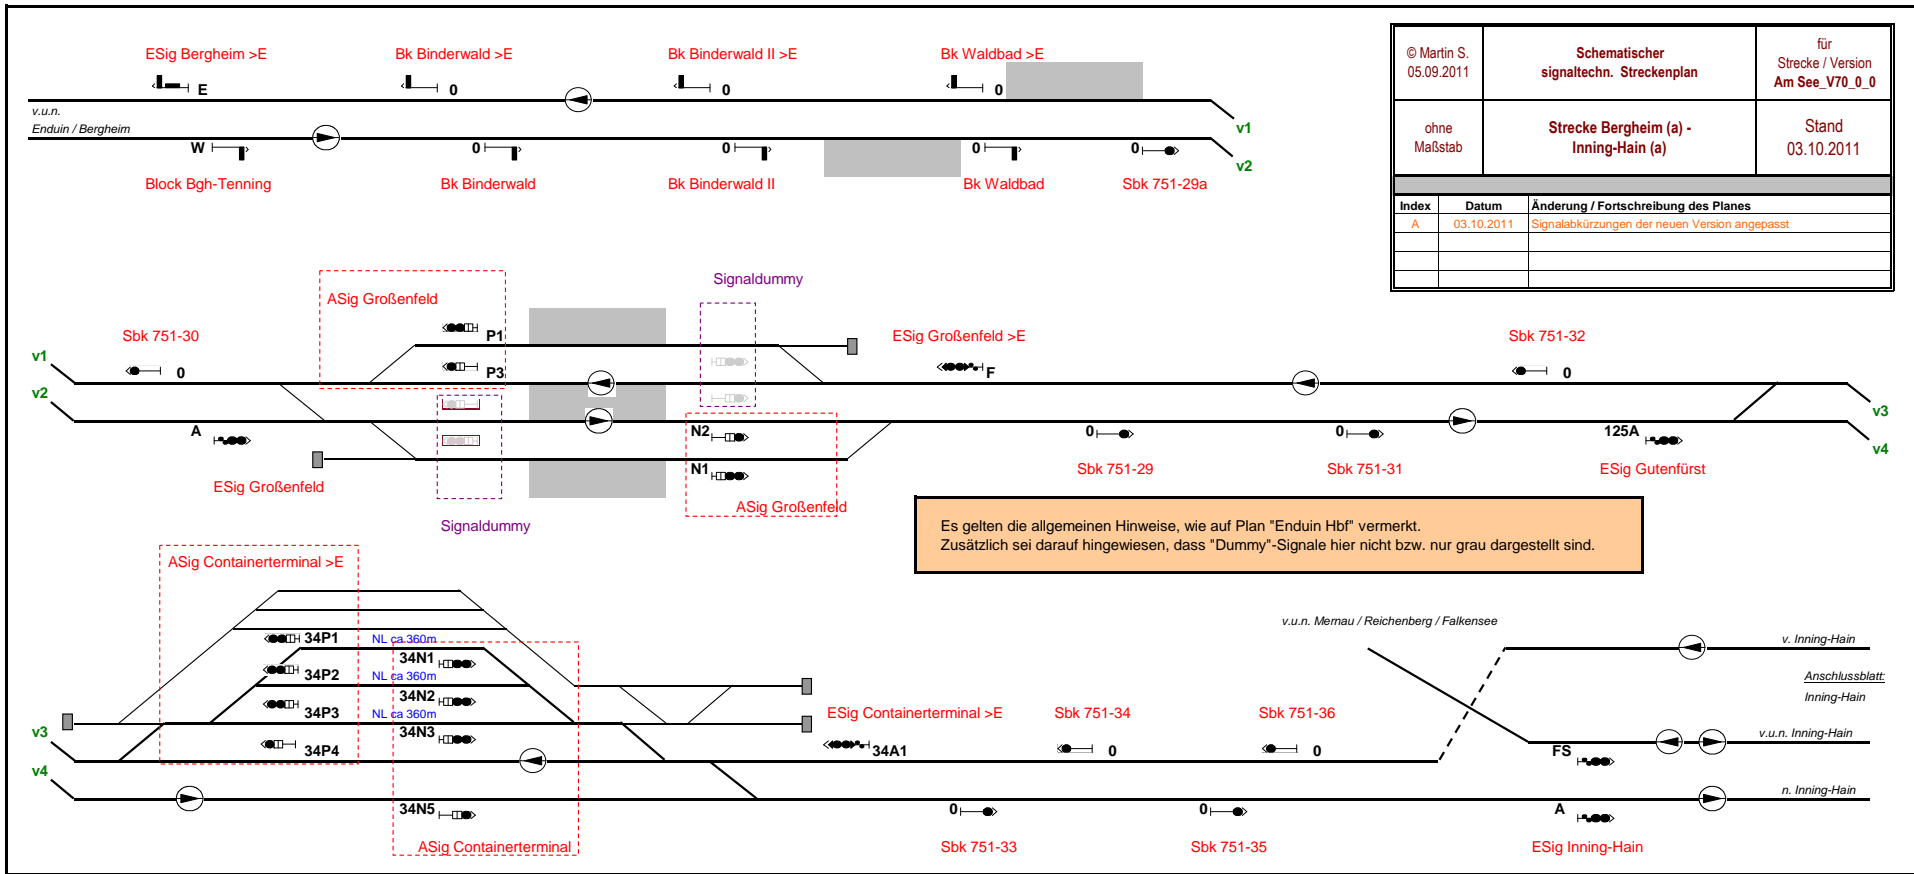 ESig Bergheim >E
Bk Binderwald >E
Bk Binderwald II >E
Bk Waldbad >E
E
0
0
0
v.u.n.
Enduin / Bergheim
v1
W
0
0
0
0
v2
Block Bgh-Tenning
Bk Binderwald
Bk Binderwald II
Bk Waldbad
Sbk 751-29a
© Martin S.
05.09.2011
Schematischer
signaltechn. Streckenplan
für
Strecke / Version
Am See_V70_0_0
ohne
Maßstab
Strecke Bergheim (a) -
Inning-Hain (a)
Stand
03.10.2011
Index Datum Änderung / Fortschreibung des Planes
A 03.10.2011 Signalabkürzungen der neuen Version angepasst
Signaldummy
ASig Großenfeld
Sbk 751-30
P1
ESig Großenfeld >E
Sbk 751-32
v1
0
P3
F
0
v2
v3
A
N2
0
0
125A
v4
N1
ESig Großenfeld
Sbk 751-29
Sbk 751-31
ESig Gutenfürst
ASig Großenfeld
Signaldummy
Es gelten die allgemeinen Hinweise, wie auf Plan "Enduin Hbf" vermerkt.
Zusätzlich sei darauf hingewiesen, dass "Dummy"-Signale hier nicht bzw. nur grau dargestellt sind.
ASig Containerterminal >E
v.u.n. Mernau / Reichenberg / Falkensee
34P1
NL ca 360m
v. Inning-Hain
34N1
34P2
NL ca 360m
Anschlussblatt:
Inning-Hain
34N2
34P3
NL ca 360m
34N3
ESig Containerterminal >E
Sbk 751-34
Sbk 751-36
v3
34P4
34A1
0
0
FS
v.u.n. Inning-Hain
v4
n. Inning-Hain
34N5
0
0
A
ASig Containerterminal
Sbk 751-33
Sbk 751-35
ESig Inning-Hain